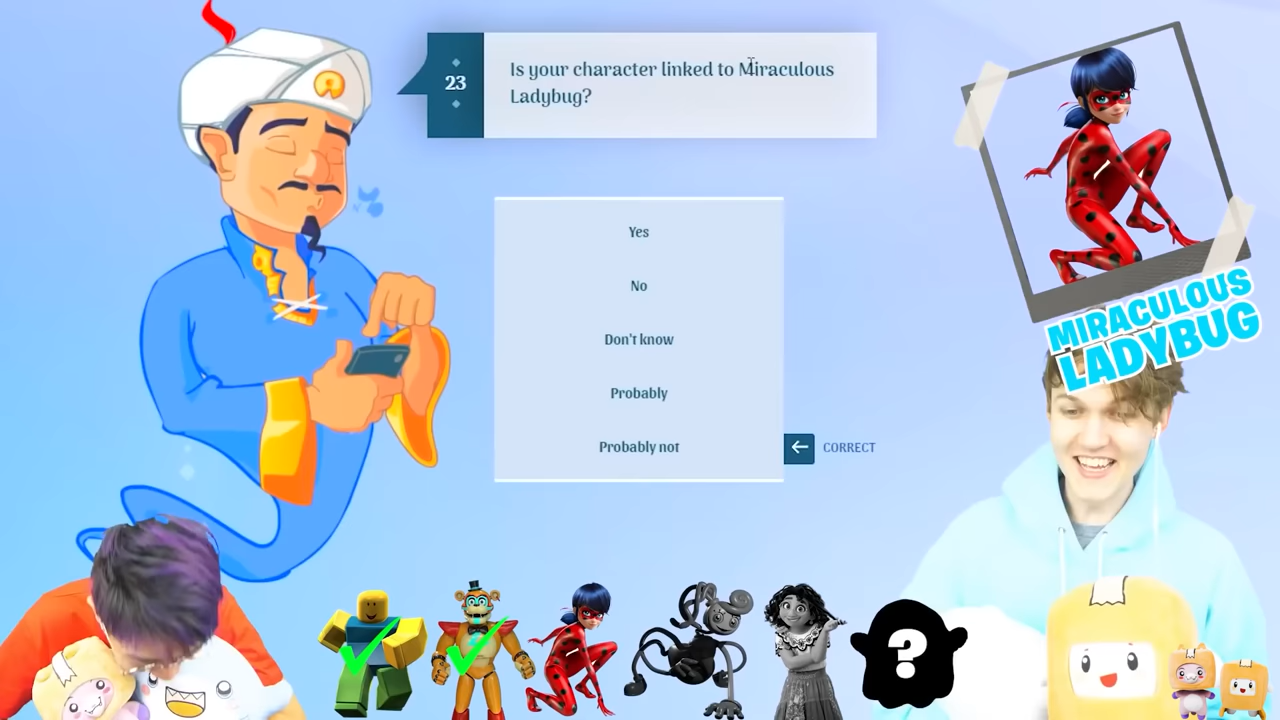 23
Is your character linked to Miraculous
Ladybug?
Yes
No
Don't know
Probably
Probably not
CORRECT
MIRACULOUS
LADYBUG
?